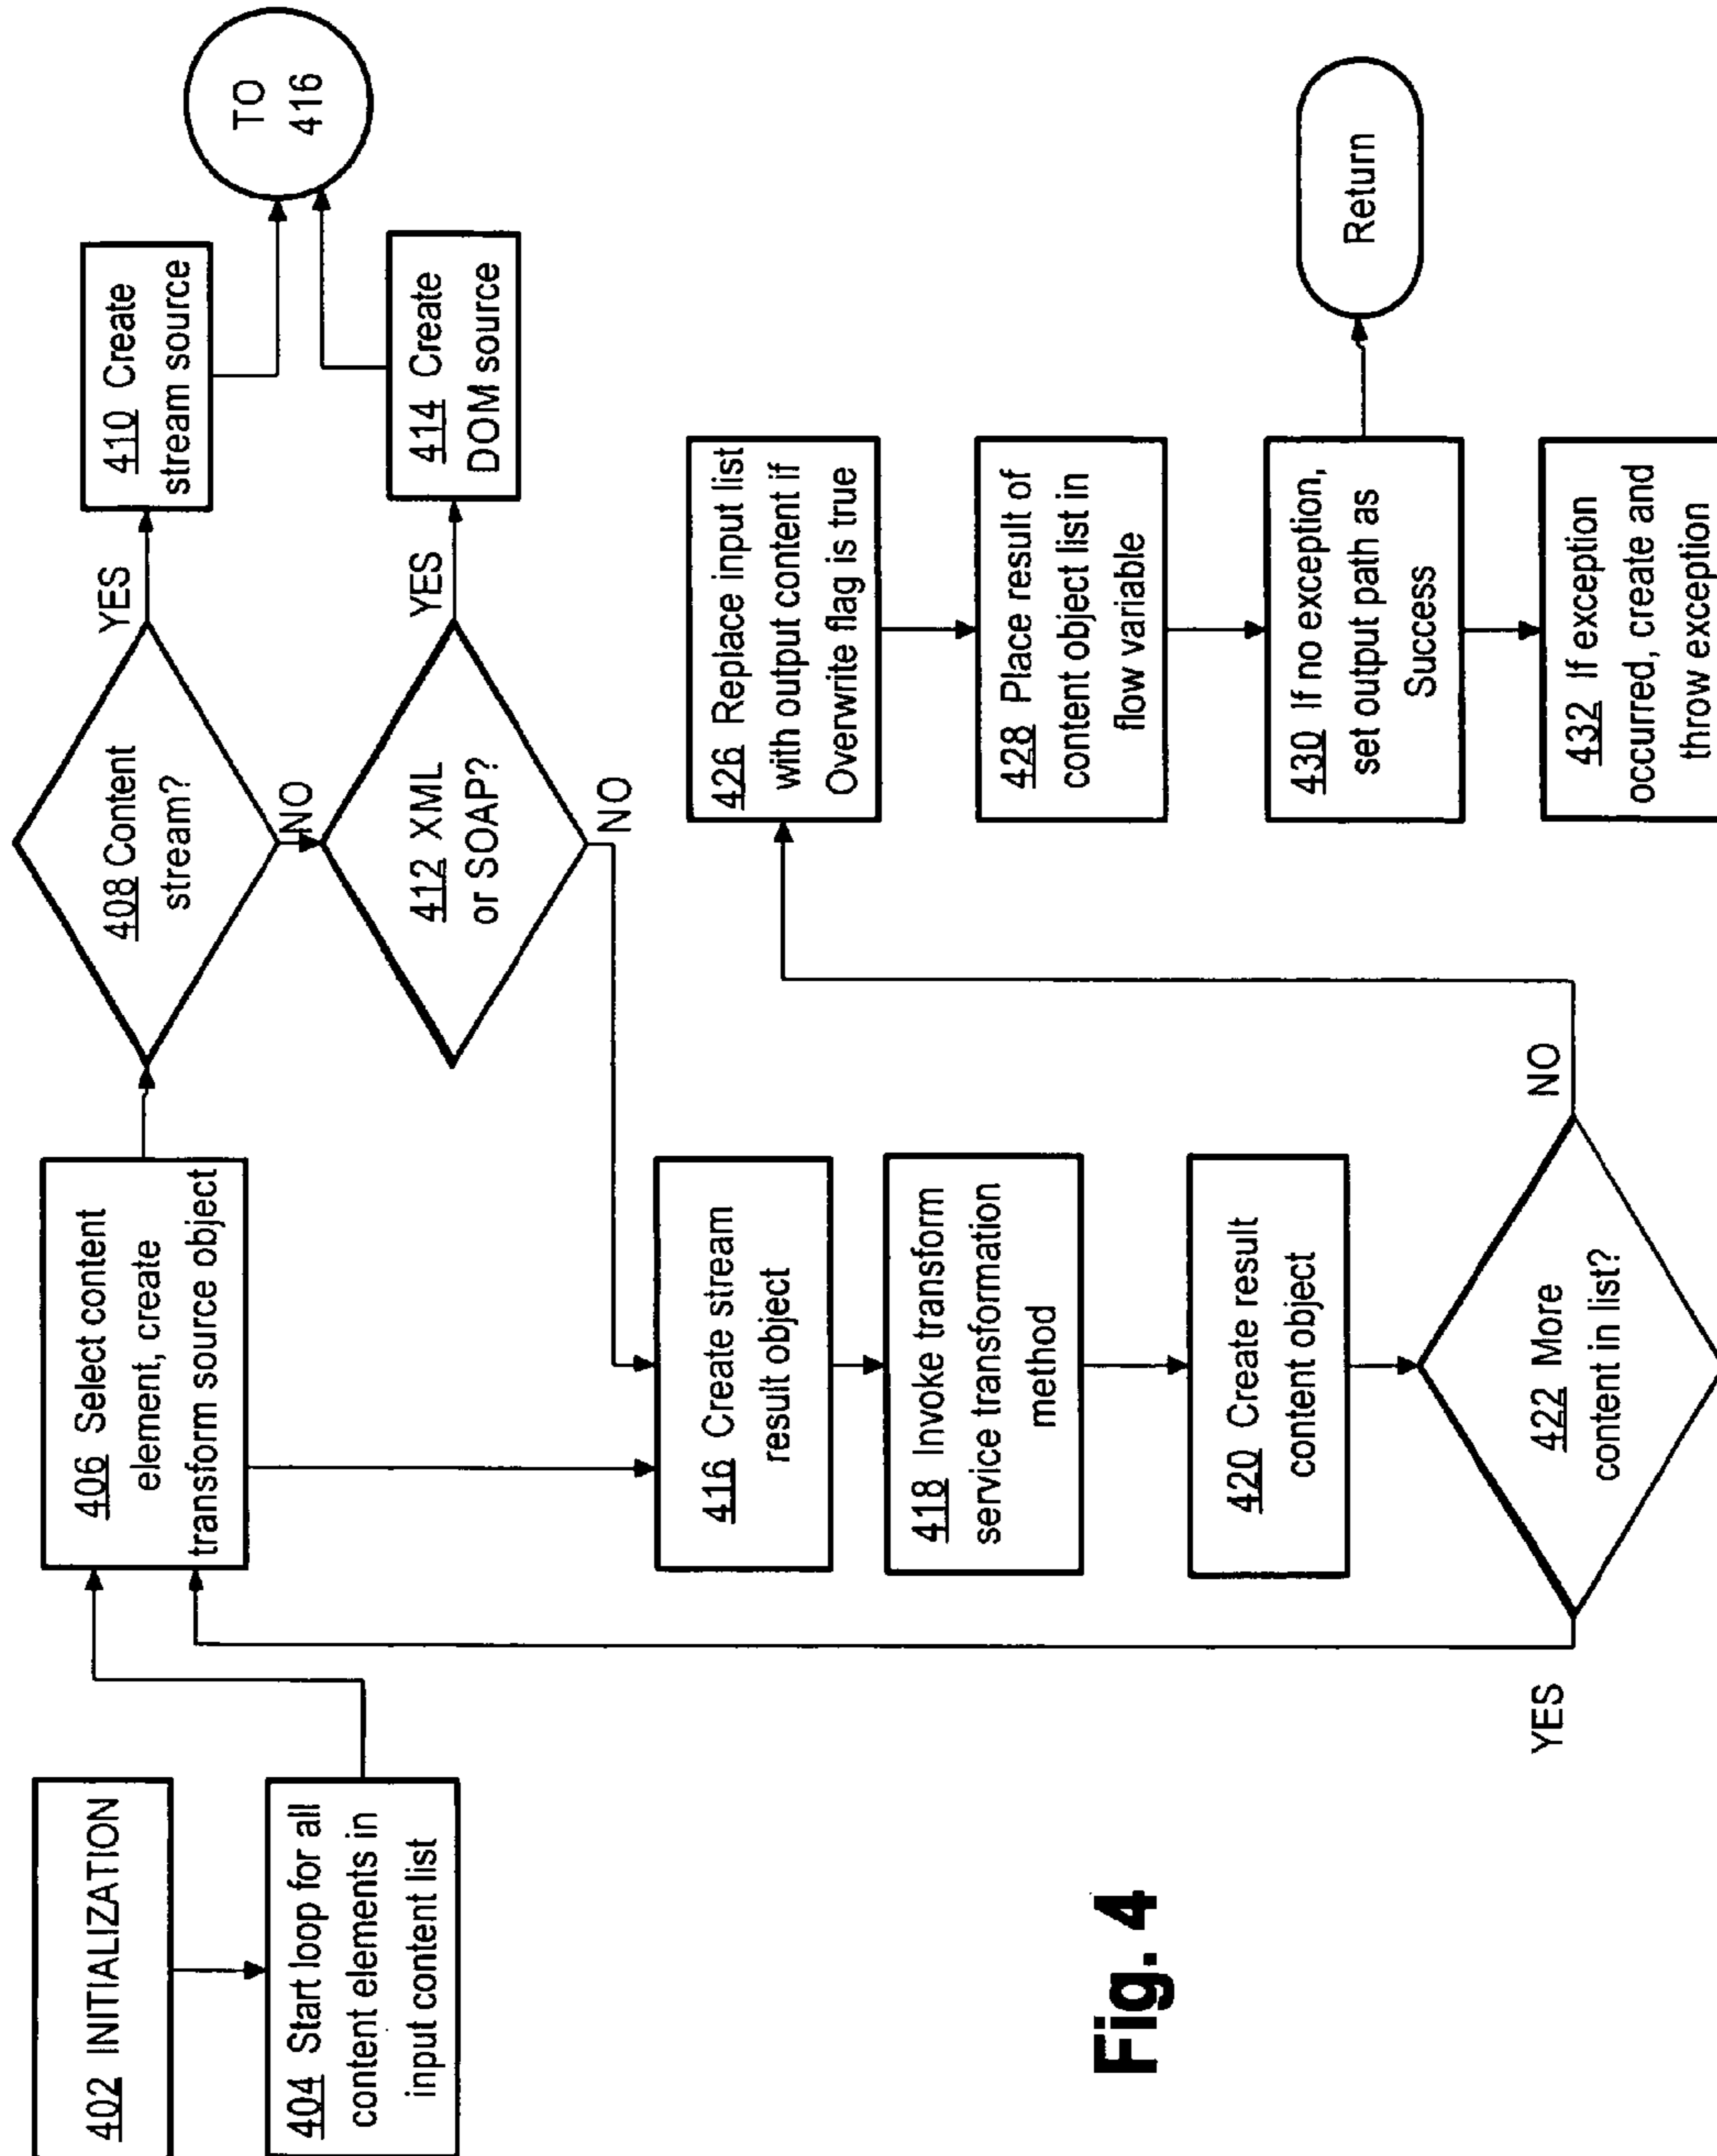 402 INITIALIZATION
404 Start loop for all
content elements in
input content list
406 Select content
element, create
transform source object
408 Content
stream?
YES
NO
410 Create
stream source
TO
416
412 XML
or SOAP?
YES
NO
414 Create
DOM source
416 Create stream
result object
418 Invoke transform
service transformation
method
420 Create result
content object
422 More
content in list?
YES
NO
426 Replace input list
with output content if
Overwrite flag is true
428 Place result of
content object list in
flow variable
430 If no exception,
set output path as
Success
Return
432 If exception
occurred, create and
throw exception
Fig. 4